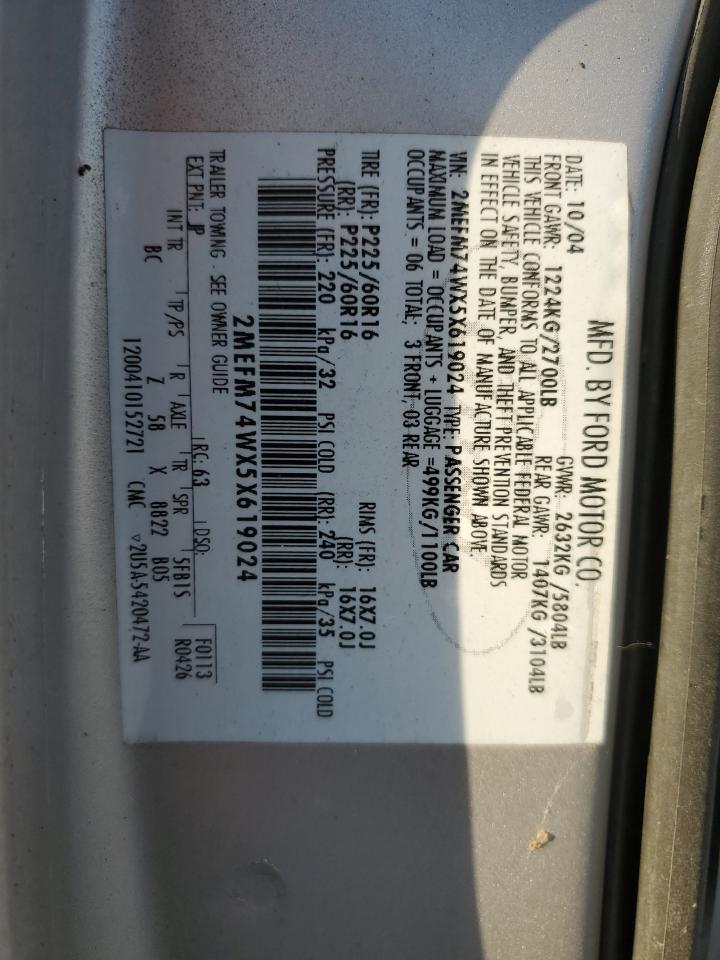 MFD. BY FORD MOTOR CO.
DATE: 10/04 GVWR: 2632KG /5804LB
FRONT GAWR: 1224KG/2700LB REAR GAWR: 1407KG /3104LB
THIS VEHICLE CONFORMS TO ALL APPLICABLE FEDERAL MOTOR
VEHICLE SAFETY, BUMPER, AND THEFT PREVENTION STANDARDS
IN EFFECT ON THE DATE OF MANUFACTURE SHOWN ABOVE.
VIN: 2MEFM74WX5X619024 TYPE: PASSENGER CAR
MAXIMUM LOAD = OCCUPANTS + LUGGAGE =499KG/1100LB
OCCUPANTS = 06 TOTAL; 3 FRONT, 03 REAR
TIRE (FR): P225/60R16 RIMS (FR): 16X7.0J
(RR): P225/60R16 (RR): 16X7.0J
PRESSURE (FR): 220 kPa/32 PSI COLD (RR): 240 kPa/35 PSI COLD
2MEFM74WX5X619024
TRAILER TOWING - SEE OWNER GUIDE
EXT PNT: JP RC: 63 DSO: F0113
INT TR TP/PS R AXLE TR SPR SFB1S R0426
BC Z 58 X 8822 B05
1200410152721 CMC ▽2U5A-5420472-AA